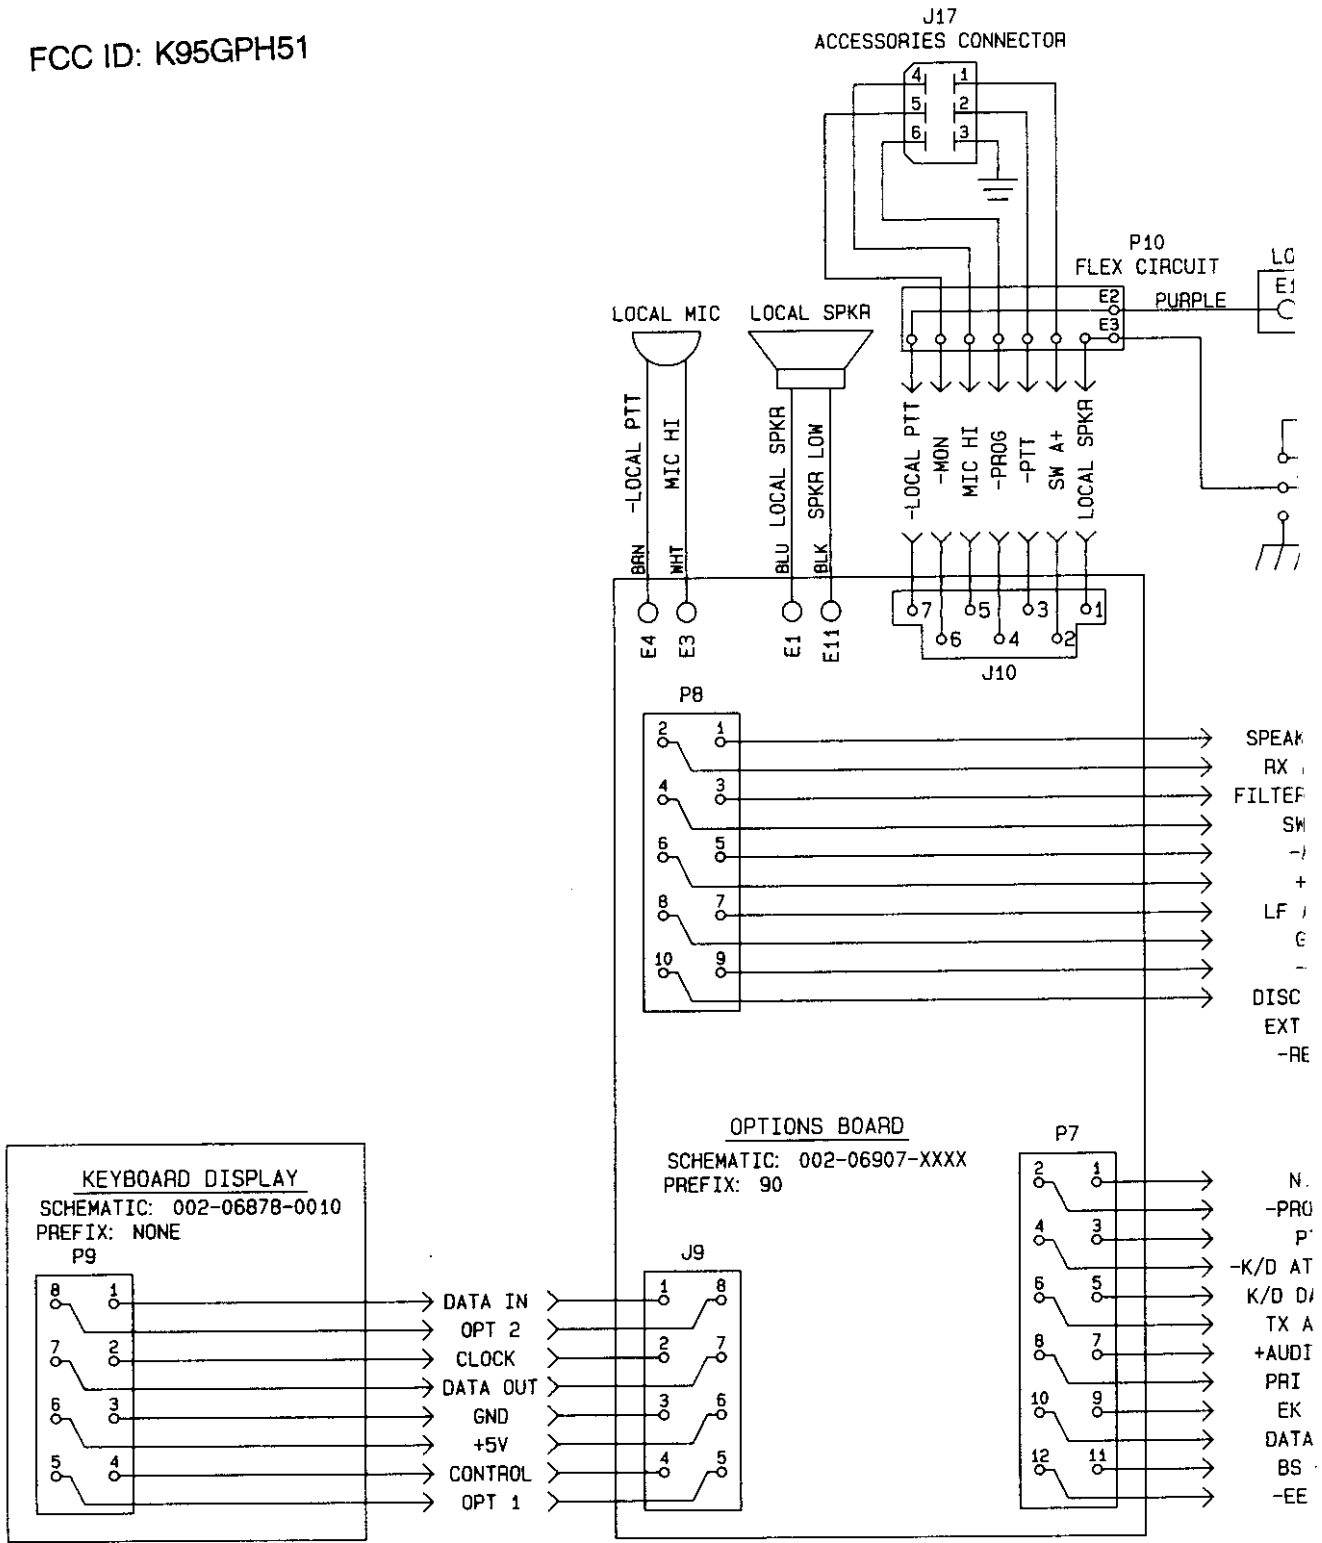 FCC ID: K95GPH51
J17
ACCESSORIES CONNECTOR
4 1
5 2
6 3
P10
FLEX CIRCUIT
E2
E3
PURPLE
LOCAL MIC
LOCAL SPKR
-LOCAL PTT
MIC HI
LOCAL SPKR
SPKR LOW
BRN
WHT
BLU
BLK
-LOCAL PTT
-MON
MIC HI
-PROG
-PTT
SW A+
LOCAL SPKR
E4
E3
E1
E11
7 5 3 1
6 4 2
J10
P8
2 1
4 3
6 5
8 7
10 9
RX
SW
LF
DISC
EXT
OPTIONS BOARD
SCHEMATIC: 002-06907-XXXX
PREFIX: 90
P7
2 1
4 3
6 5
8 7
10 9
12 11
-K/D AT
K/D
TX A
+AUDI
PRI
EK
DATA
BS
-EE
KEYBOARD DISPLAY
SCHEMATIC: 002-06878-0010
PREFIX: NONE
P9
8 1
7 2
6 3
5 4
DATA IN
OPT 2
CLOCK
DATA OUT
GND
+5V
CONTROL
OPT 1
J9
1 8
2 7
3 6
4 5